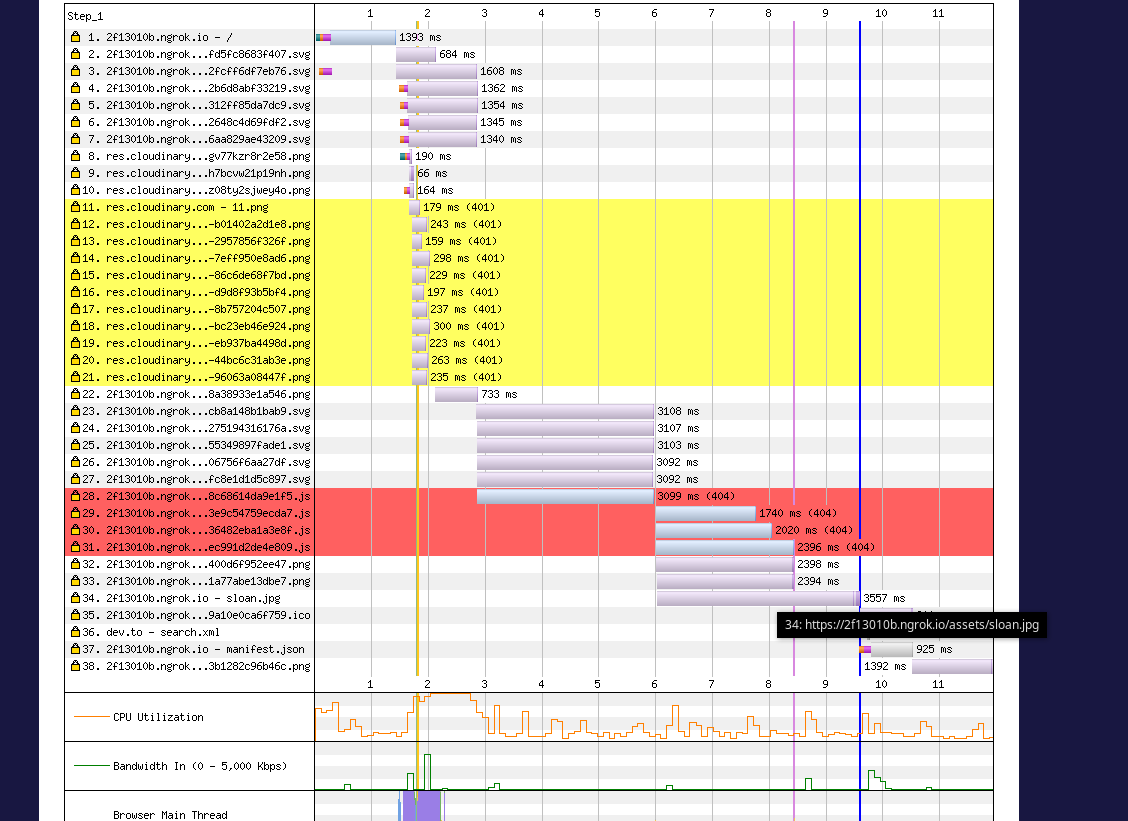 Step_1
1 2 3 4 5 6 7 8 9 10 11
1. 2f13010b.ngrok.io - / 1393 ms
2. 2f13010b.ngrok...fd5fc8683f407.svg 684 ms
3. 2f13010b.ngrok...2fcff6df7eb76.svg 1608 ms
4. 2f13010b.ngrok...2b6d8abf33219.svg 1362 ms
5. 2f13010b.ngrok...312ff85da7dc9.svg 1354 ms
6. 2f13010b.ngrok...2648c4d69fdf2.svg 1345 ms
7. 2f13010b.ngrok...6aa829ae43209.svg 1340 ms
8. res.cloudinary...gv77kzr8r2e58.png 190 ms
9. res.cloudinary...h7bcvw21p19nh.png 66 ms
10. res.cloudinary...z08ty2sjwey4o.png 164 ms
11. res.cloudinary.com - 11.png 179 ms (401)
12. res.cloudinary...-b01402a2d1e8.png 243 ms (401)
13. res.cloudinary...-2957856f326f.png 159 ms (401)
14. res.cloudinary...-7eff950e8ad6.png 298 ms (401)
15. res.cloudinary...-86c6de68f7bd.png 229 ms (401)
16. res.cloudinary...-d9d8f93b5bf4.png 197 ms (401)
17. res.cloudinary...-8b757204c507.png 237 ms (401)
18. res.cloudinary...-bc23eb46e924.png 300 ms (401)
19. res.cloudinary...-eb937ba4498d.png 223 ms (401)
20. res.cloudinary...-44bc6c31ab3e.png 263 ms (401)
21. res.cloudinary...-96063a08447f.png 235 ms (401)
22. 2f13010b.ngrok...8a38933e1a546.png 733 ms
23. 2f13010b.ngrok...cb8a148b1bab9.svg 3108 ms
24. 2f13010b.ngrok...275194316176a.svg 3107 ms
25. 2f13010b.ngrok...55349897fade1.svg 3103 ms
26. 2f13010b.ngrok...06756f6aa27df.svg 3092 ms
27. 2f13010b.ngrok...fc8e1d1d5c897.svg 3092 ms
28. 2f13010b.ngrok...8c68614da9e1f5.js 3099 ms (404)
29. 2f13010b.ngrok...3e9c54759ecda7.js 1740 ms (404)
30. 2f13010b.ngrok...36482eba1a3e8f.js 2020 ms (404)
31. 2f13010b.ngrok...ec991d2de4e809.js 2396 ms (404)
32. 2f13010b.ngrok...400d6f952ee47.png 2398 ms
33. 2f13010b.ngrok...1a77abe13dbe7.png 2394 ms
34. 2f13010b.ngrok.io - sloan.jpg 3557 ms
35. 2f13010b.ngrok...9a10e0ca6f759.ico
34: https://2f13010b.ngrok.io/assets/sloan.jpg
36. dev.to - search.xml
37. 2f13010b.ngrok.io - manifest.json 925 ms
38. 2f13010b.ngrok...3b1282c96b46c.png 1392 ms
1 2 3 4 5 6 7 8 9 10 11
CPU Utilization
Bandwidth In (0 - 5,000 Kbps)
Browser Main Thread